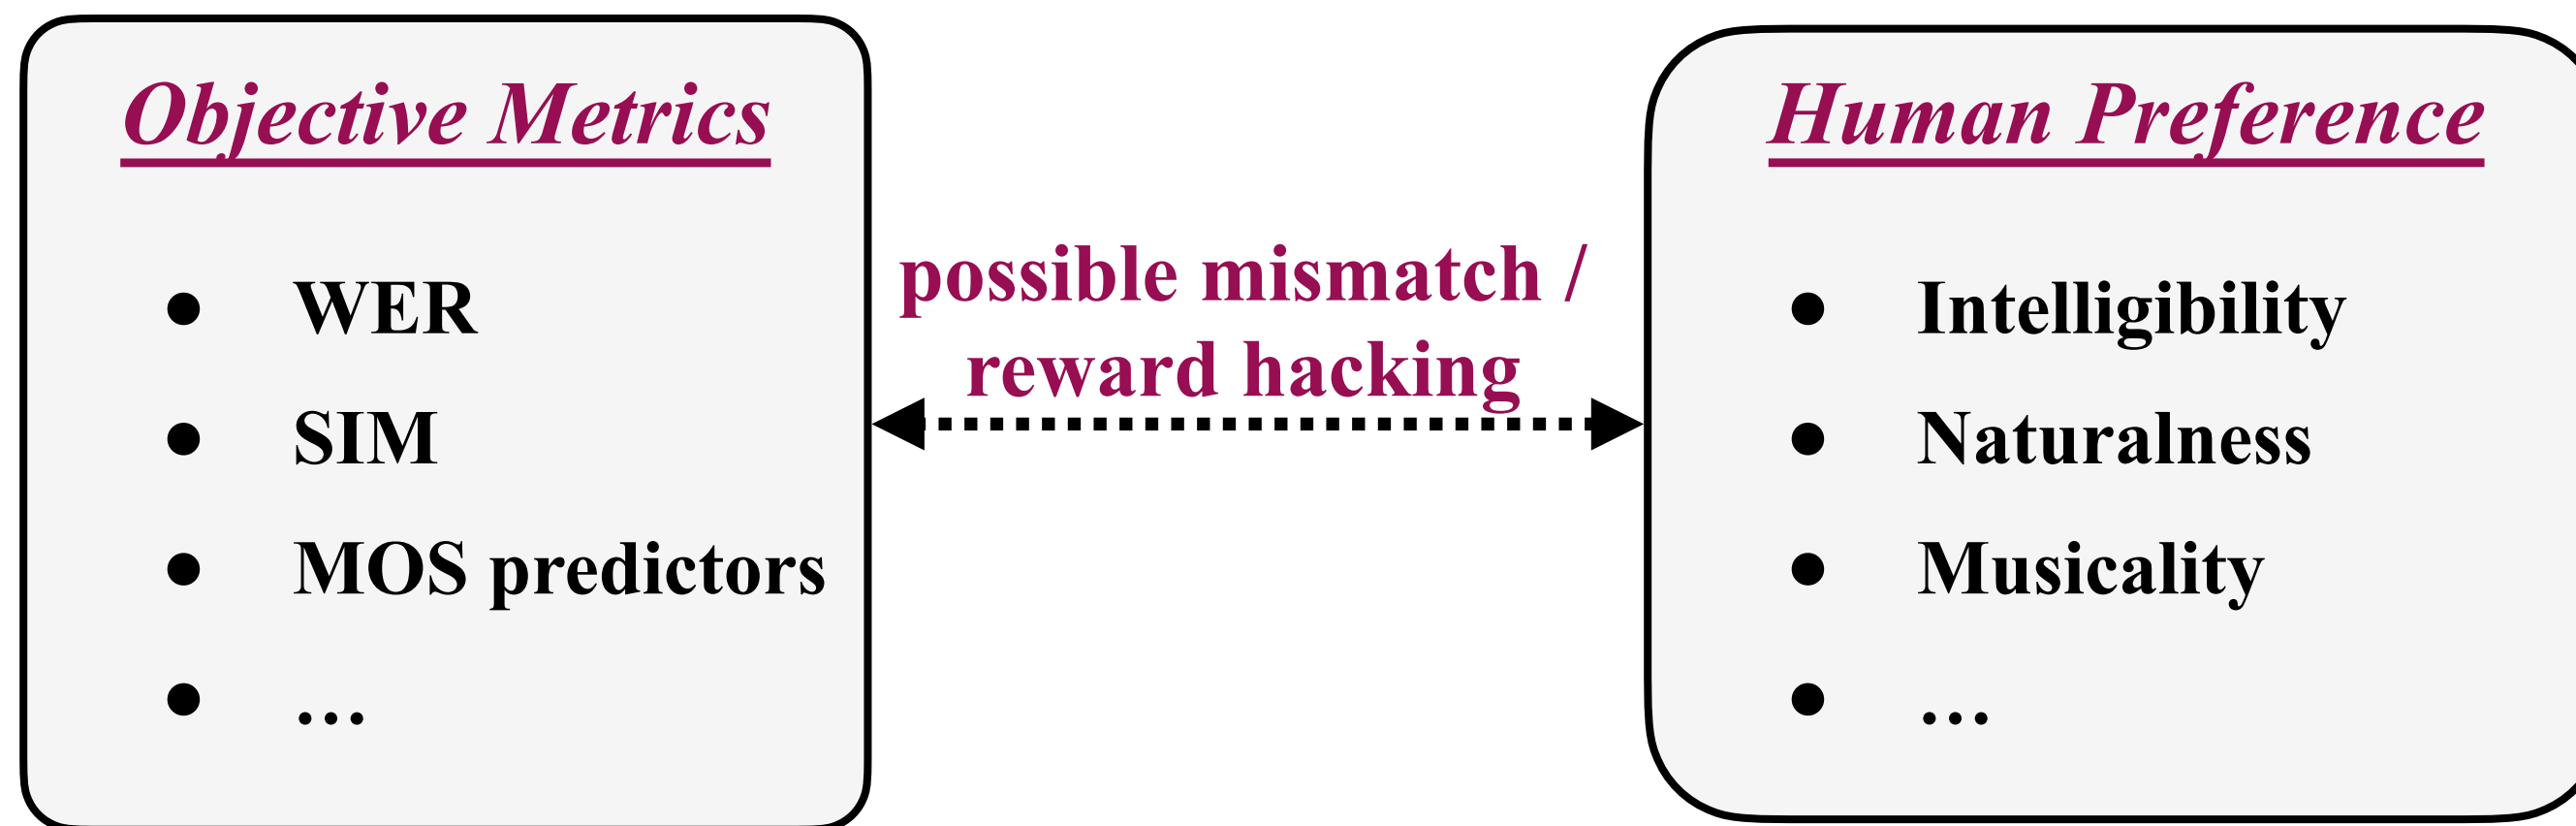 Objective Metrics
● WER
● SIM
● MOS predictors
● …
possible mismatch /
reward hacking
Human Preference
● Intelligibility
● Naturalness
● Musicality
● …